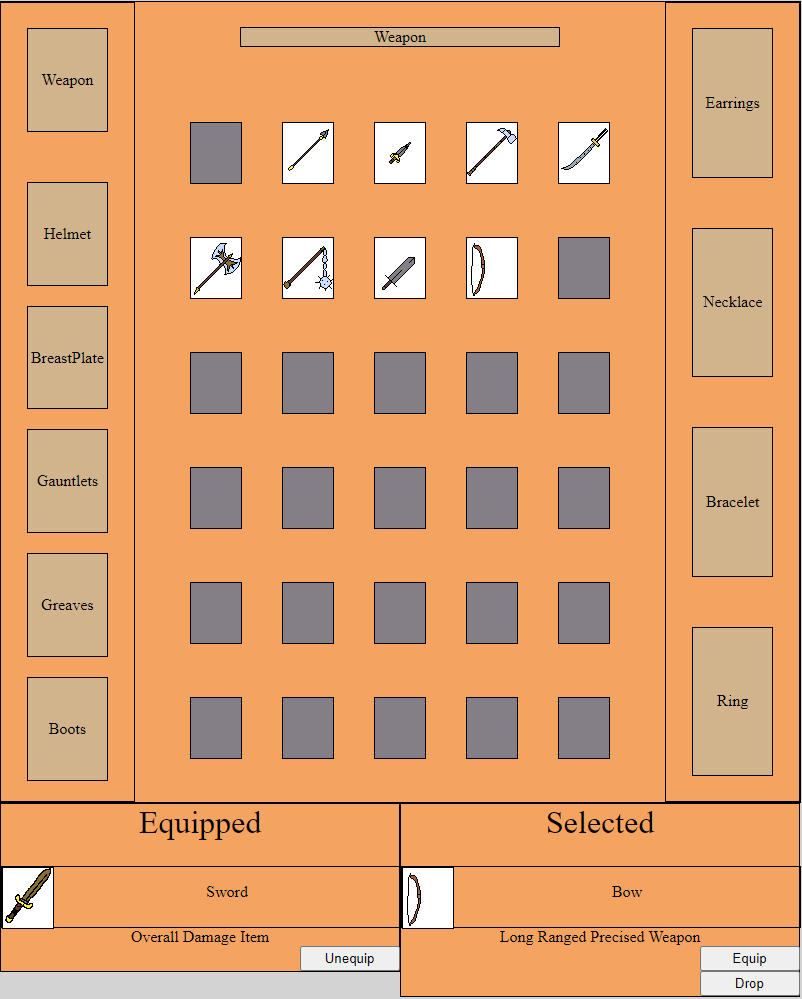 Weapon
Weapon
Helmet
BreastPlate
Gauntlets
Greaves
Boots
Earrings
Necklace
Bracelet
Ring
Equipped
Sword
Overall Damage Item
Unequip
Selected
Bow
Long Ranged Precised Weapon
Equip
Drop